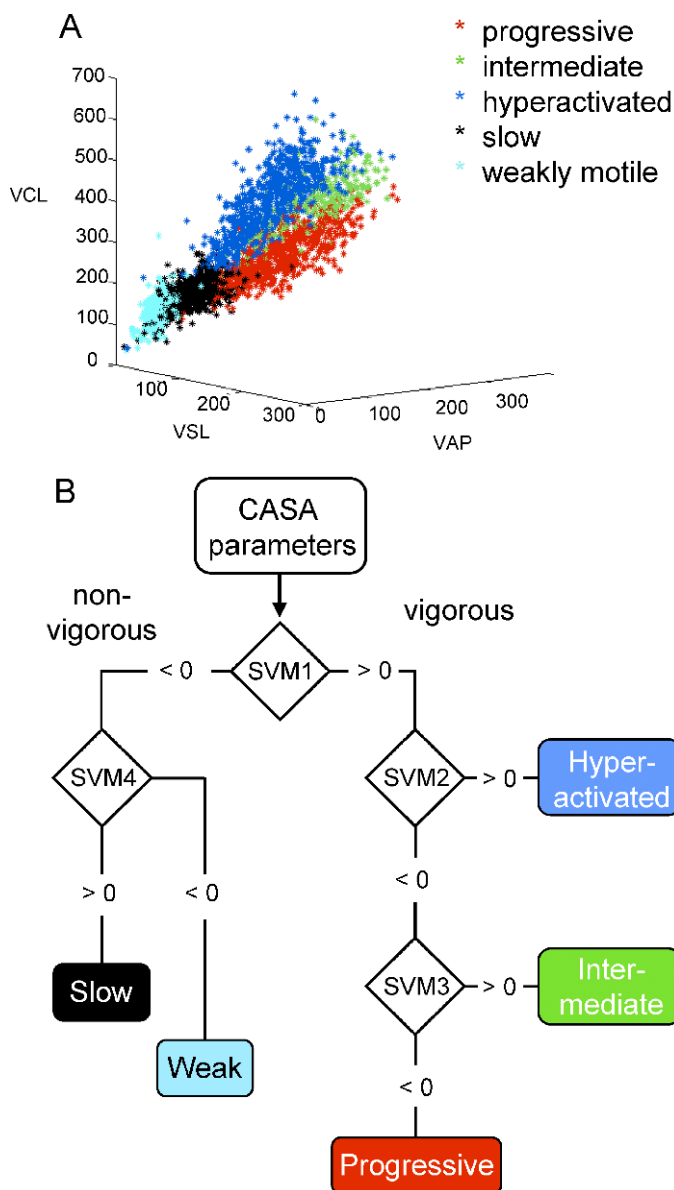 A
* progressive
* intermediate
* hyperactivated
* slow
* weakly motile
700
600
500
400
300
200
100
0
VCL
100
200
300
VSL
0
100
200
300
VAP
B
CASA
parameters
non-
vigorous
vigorous
< 0
SVM1
> 0
SVM4
SVM2
> 0
Hyper-
activated
> 0
< 0
< 0
Slow
SVM3
> 0
Inter-
mediate
Weak
< 0
Progressive